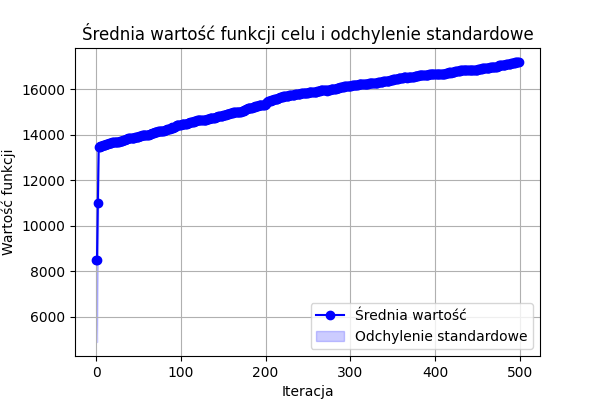 Średnia wartość funkcji celu i odchylenie standardowe
Wartość funkcji
16000
14000
12000
10000
8000
6000
Średnia wartość
Odchylenie standardowe
0 100 200 300 400 500
Iteracja